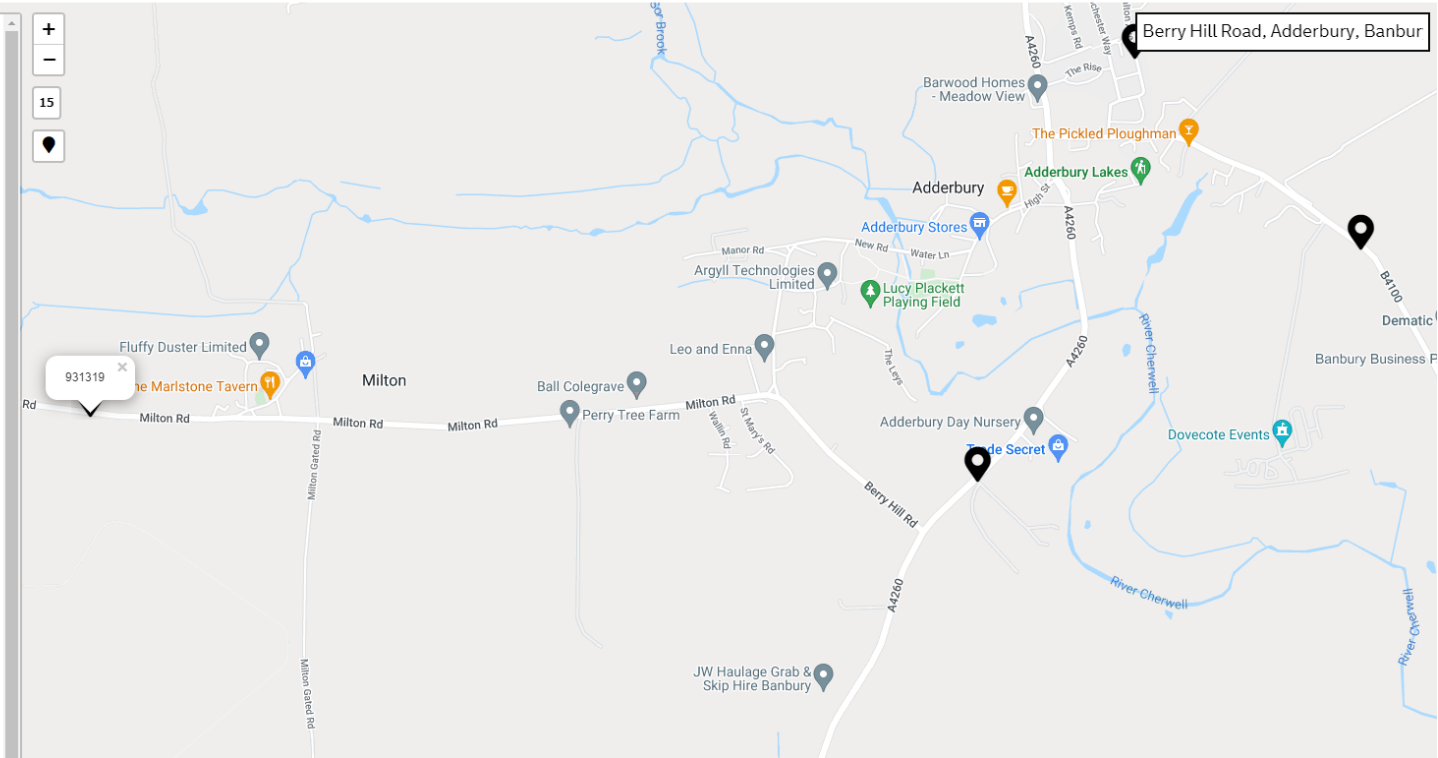 +
−
15
Berry Hill Road, Adderbury, Banbur
A4260
Kemps Rd
chester Way
The Rise
Barwood Homes
- Meadow View
The Pickled Ploughman
Adderbury Lakes
Adderbury
High St
Adderbury Stores
A4260
Manor Rd
New Rd
Water Ln
Argyll Technologies
Limited
Lucy Plackett
Playing Field
B4100
Dematic
River Cherwell
Banbury Business P
Fluffy Duster Limited
Leo and Enna
The Leys
A4260
931319
×
ne Marlstone Tavern
Milton
Ball Colegrave
Rd
Milton Rd
Milton Rd
Milton Rd
Perry Tree Farm
Milton Rd
Wallin Rd
St Mary's Rd
Adderbury Day Nursery
Trade Secret
Dovecote Events
Milton Gated Rd
Berry Hill Rd
A4260
River Cherwell
River Cherwell
Milton Gated Rd
JW Haulage Grab &
Skip Hire Banbury